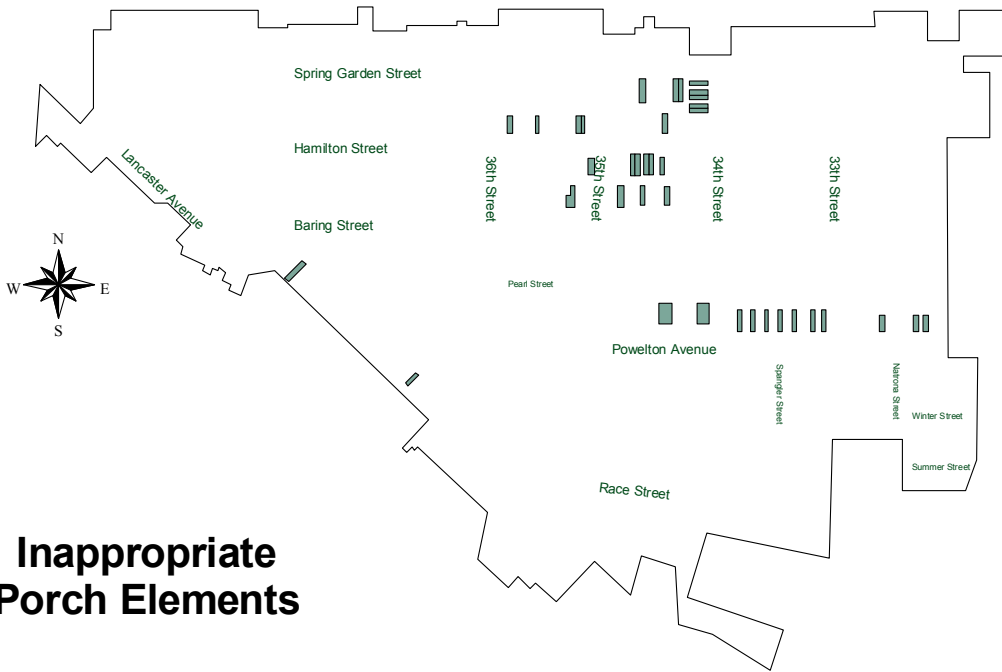 Spring Garden Street
Hamilton Street
Lancaster Avenue
36th Street
35th Street
34th Street
33th Street
Baring Street
N
W
E
S
Pearl Street
Powelton Avenue
Spangler Street
Natrona Street
Winter Street
Summer Street
Race Street
Inappropriate
Porch Elements